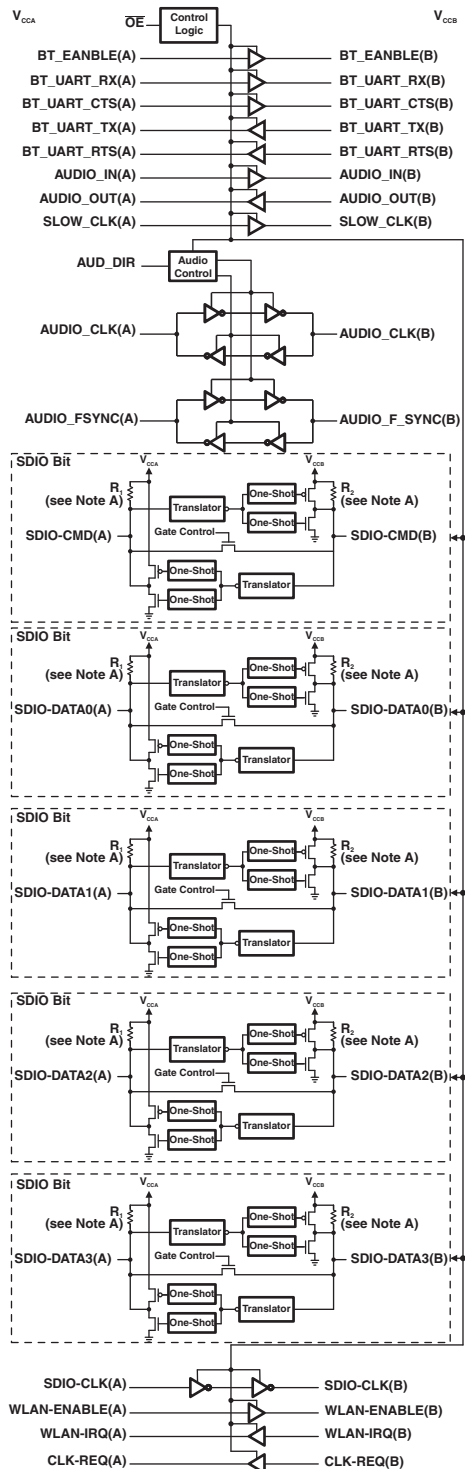 VCCA
OE
Control Logic
VCCB
BT_EANBLE(A) BT_EANBLE(B)
BT_UART_RX(A) BT_UART_RX(B)
BT_UART_CTS(A) BT_UART_CTS(B)
BT_UART_TX(A) BT_UART_TX(B)
BT_UART_RTS(A) BT_UART_RTS(B)
AUDIO_IN(A) AUDIO_IN(B)
AUDIO_OUT(A) AUDIO_OUT(B)
SLOW_CLK(A) SLOW_CLK(B)
AUD_DIR
Audio
Control
AUDIO_CLK(A) AUDIO_CLK(B)
AUDIO_FSYNC(A) AUDIO_F_SYNC(B)
SDIO Bit
VCCA VCCB
R1 One-Shot R2
(see Note A) Translator (see Note A)
One-Shot
SDIO-CMD(A) Gate Control SDIO-CMD(B)
One-Shot
Translator
One-Shot
SDIO Bit
VCCA VCCB
R1 One-Shot R2
(see Note A) Translator (see Note A)
One-Shot
SDIO-DATA0(A) Gate Control SDIO-DATA0(B)
One-Shot
Translator
One-Shot
SDIO Bit
VCCA VCCB
R1 One-Shot R2
(see Note A) Translator (see Note A)
One-Shot
SDIO-DATA1(A) Gate Control SDIO-DATA1(B)
One-Shot
Translator
One-Shot
SDIO Bit
VCCA VCCB
R1 One-Shot R2
(see Note A) Translator (see Note A)
One-Shot
SDIO-DATA2(A) Gate Control SDIO-DATA2(B)
One-Shot
Translator
One-Shot
SDIO Bit
VCCA VCCB
R1 One-Shot R2
(see Note A) Translator (see Note A)
One-Shot
SDIO-DATA3(A) Gate Control SDIO-DATA3(B)
One-Shot
Translator
One-Shot
SDIO-CLK(A) SDIO-CLK(B)
WLAN-ENABLE(A) WLAN-ENABLE(B)
WLAN-IRQ(A) WLAN-IRQ(B)
CLK-REQ(A) CLK-REQ(B)